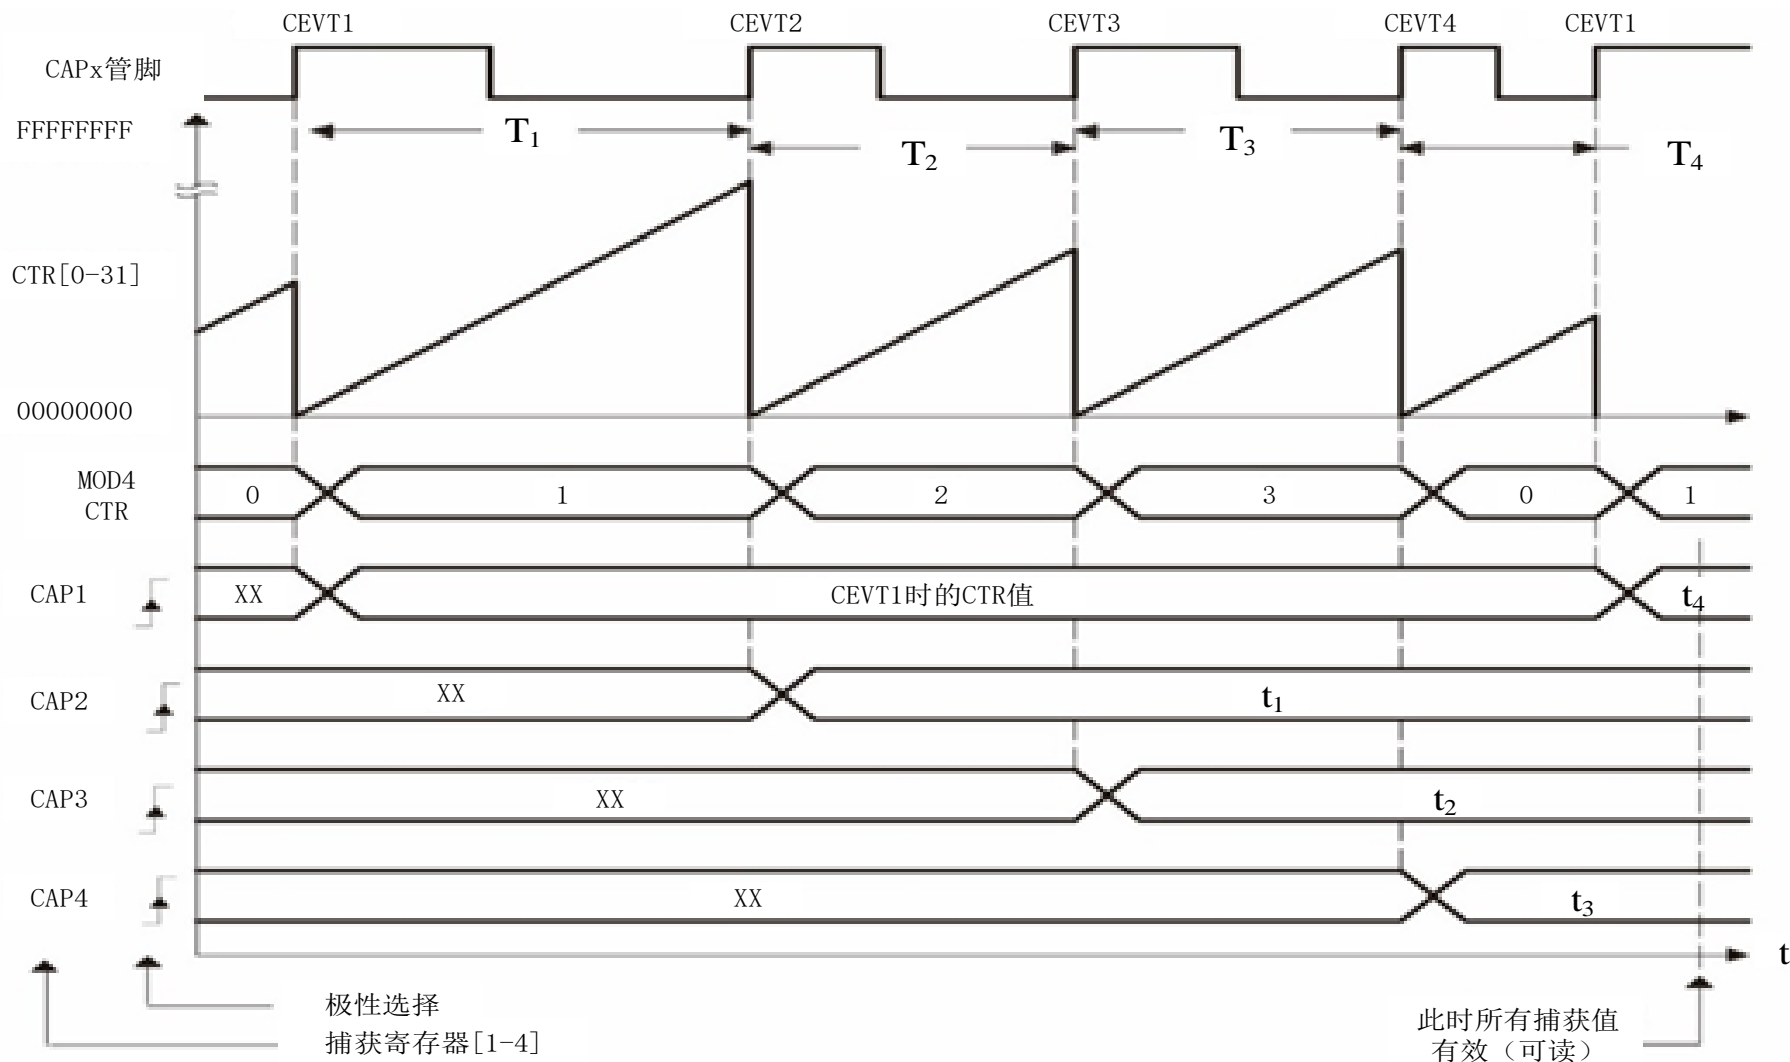 CEVT1 CEVT2 CEVT3 CEVT4 CEVT1
CAPx管脚
FFFFFFFF
T₁ T₂ T₃ T₄
CTR[0-31]
00000000
MOD4
CTR
0 1 2 3 0 1
CAP1 XX CEVT1时的CTR值 t₄
CAP2 XX t₁
CAP3 XX t₂
CAP4 XX t₃
t
极性选择
捕获寄存器[1-4]
此时所有捕获值
有效（可读）